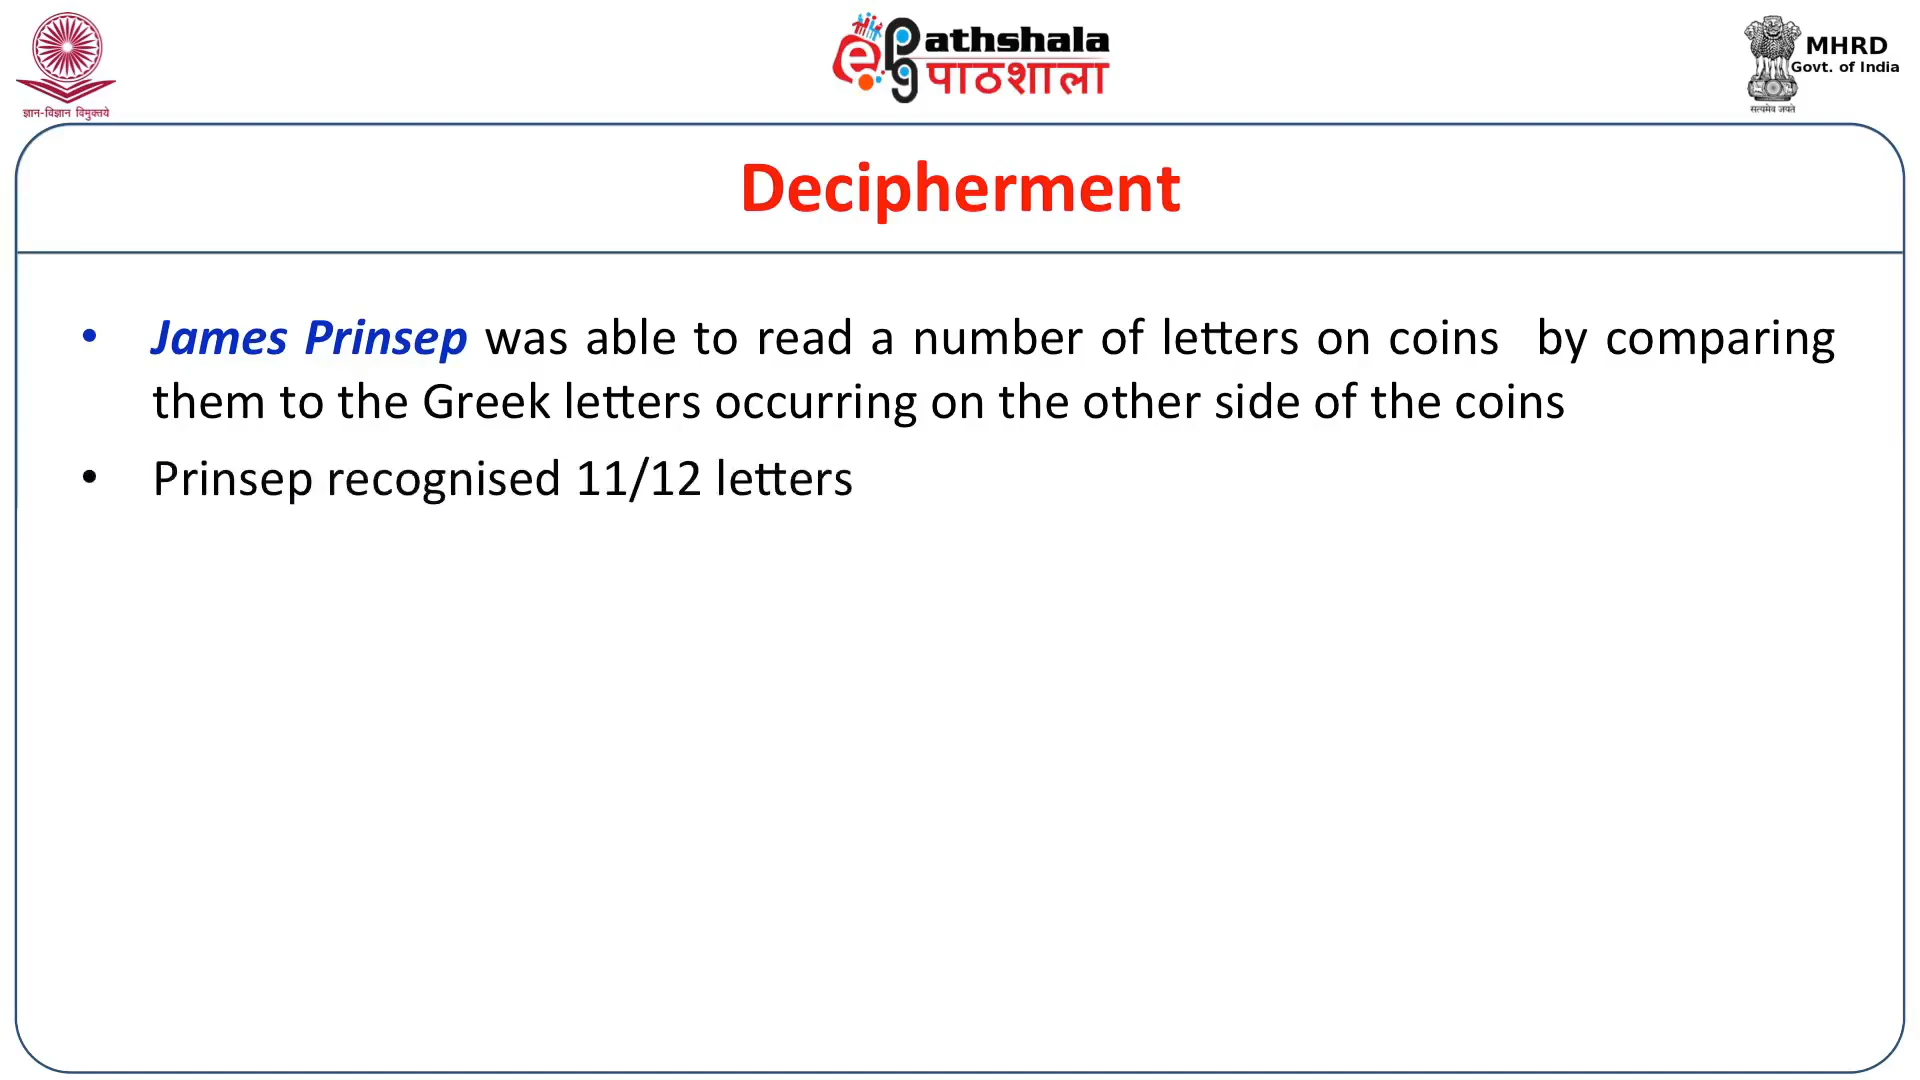 ज्ञान-विज्ञान विमुक्तये
ePathshala
पाठशाला
MHRD
Govt. of India
सत्यमेव जयते
Decipherment
• James Prinsep was able to read a number of letters on coins by comparing
them to the Greek letters occurring on the other side of the coins
• Prinsep recognised 11/12 letters